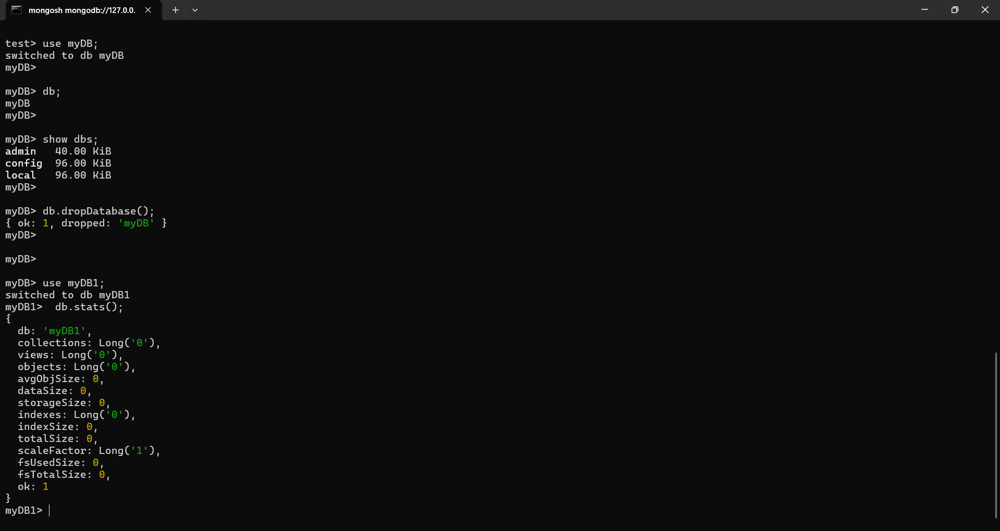 mongosh mongodb://127.0.0.
test> use myDB;
switched to db myDB
myDB>
myDB> db;
myDB
myDB>
myDB> show dbs;
admin   40.00 KiB
config  96.00 KiB
local   96.00 KiB
myDB>
myDB> db.dropDatabase();
{ ok: 1, dropped: 'myDB' }
myDB>
myDB>
myDB> use myDB1;
switched to db myDB1
myDB1>  db.stats();
{
  db: 'myDB1',
  collections: Long('0'),
  views: Long('0'),
  objects: Long('0'),
  avgObjSize: 0,
  dataSize: 0,
  storageSize: 0,
  indexes: Long('0'),
  indexSize: 0,
  totalSize: 0,
  scaleFactor: Long('1'),
  fsUsedSize: 0,
  fsTotalSize: 0,
  ok: 1
}
myDB1>